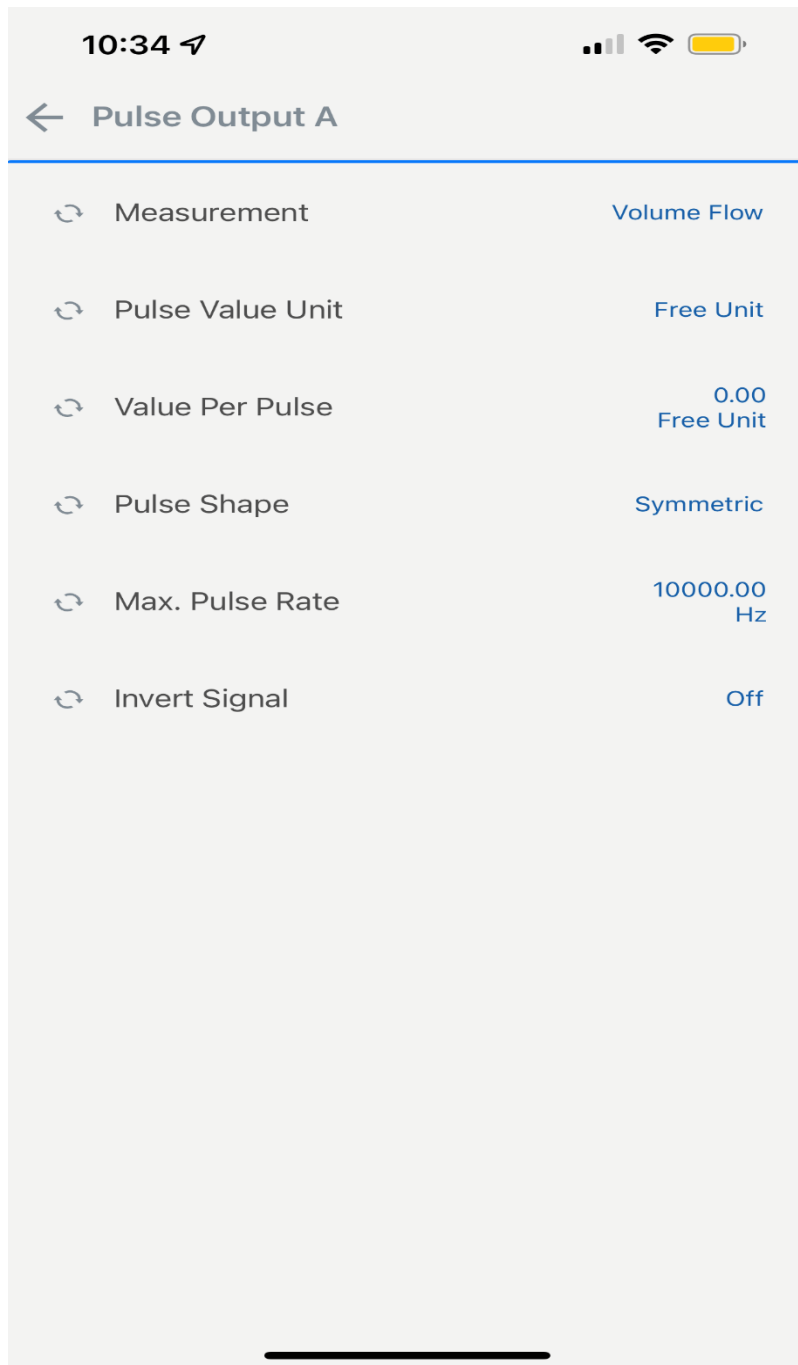 10:34
Pulse Output A
Measurement Volume Flow
Pulse Value Unit Free Unit
Value Per Pulse 0.00
Free Unit
Pulse Shape Symmetric
Max. Pulse Rate 10000.00
Hz
Invert Signal Off